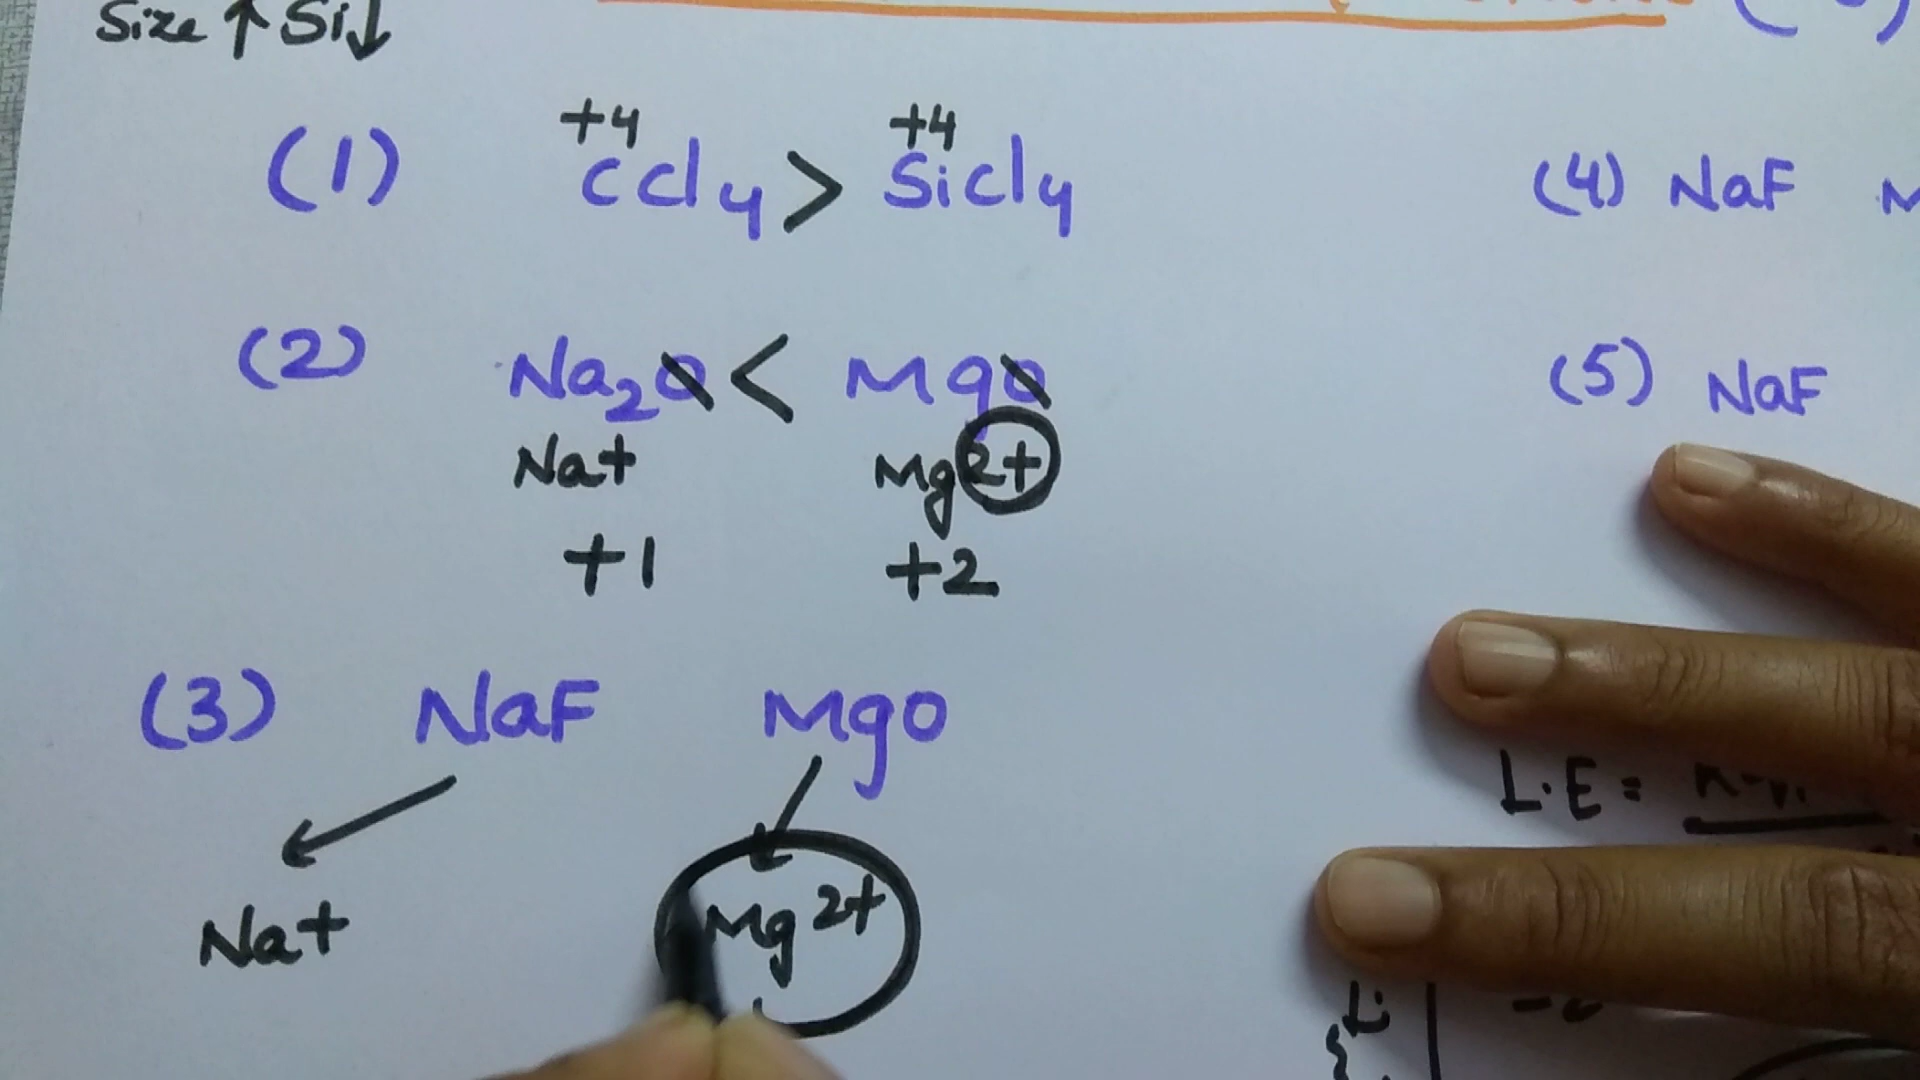 Size ↑ Si↓
(1) +4 CCl4 > +4 SiCl4
(2) Na2O < MgO
Na+ Mg2+
+1 +2
(3) NaF MgO
Na+ Mg2+
(4) NaF M
(5) NaF
L.E =
Li